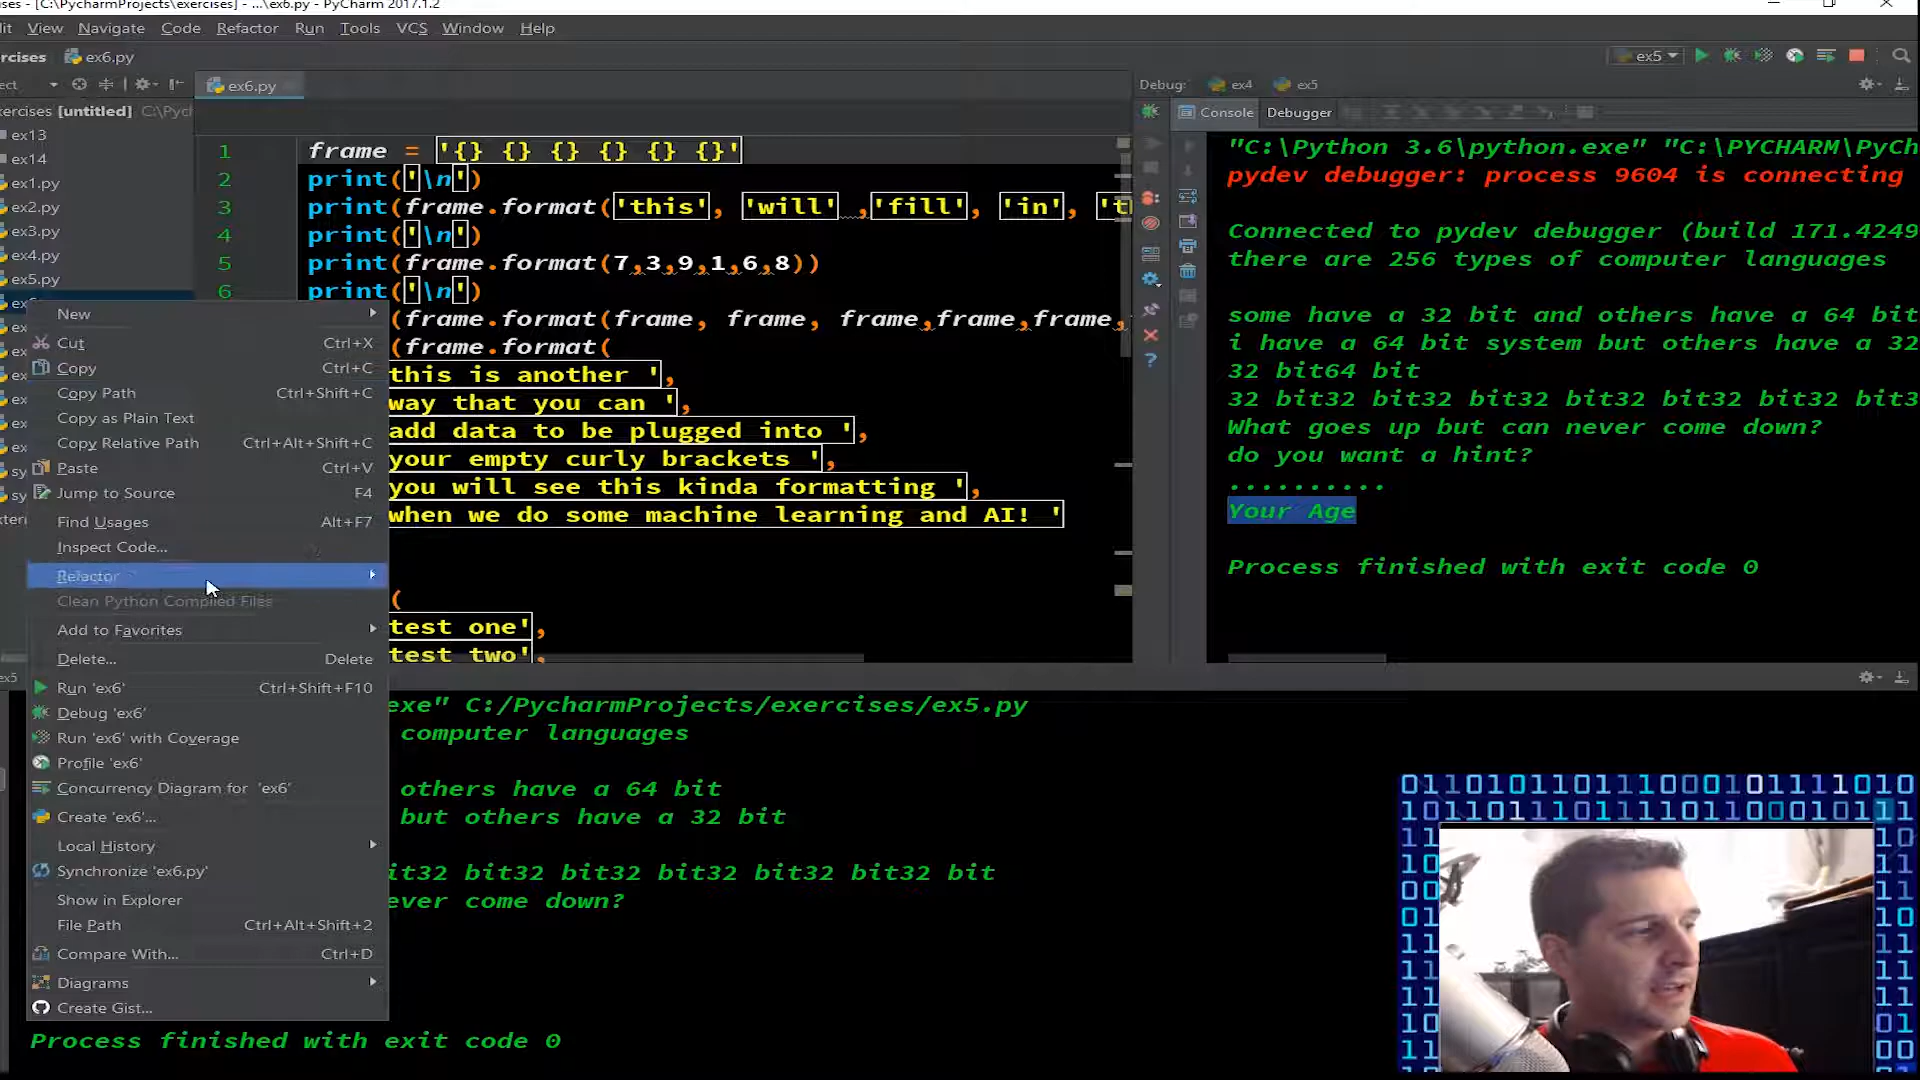 ises - [C:\PycharmProjects\exercises] - ...\ex6.py - PyCharm 2017.1.2
it View Navigate Code Refactor Run Tools VCS Window Help
rcises ex6.py
ex5
ect
ex6.py
Debug: ex4 ex5
xercises [untitled] C:\Pych
Console Debugger
ex13
ex14
ex1.py
ex2.py
ex3.py
ex4.py
ex5.py
1 frame = '{} {} {} {} {} {}'
2 print('\n')
3 print(frame.format('this', 'will' ,'fill', 'in', 't
4 print('\n')
5 print(frame.format(7,3,9,1,6,8))
6 print('\n')
(frame.format(frame, frame, frame,frame,frame,
(frame.format(
this is another ',
way that you can ',
add data to be plugged into ',
your empty curly brackets ',
you will see this kinda formatting ',
when we do some machine learning and AI! '
(
test one',
test two',
New
Cut Ctrl+X
Copy Ctrl+C
Copy Path Ctrl+Shift+C
Copy as Plain Text
Copy Relative Path Ctrl+Alt+Shift+C
Paste Ctrl+V
Jump to Source F4
Find Usages Alt+F7
Inspect Code...
Refactor
Clean Python Compiled Files
Add to Favorites
Delete... Delete
Run 'ex6' Ctrl+Shift+F10
Debug 'ex6'
Run 'ex6' with Coverage
Profile 'ex6'
Concurrency Diagram for 'ex6'
Create 'ex6'...
Local History
Synchronize 'ex6.py'
Show in Explorer
File Path Ctrl+Alt+Shift+2
Compare With... Ctrl+D
Diagrams
Create Gist...
"C:\Python 3.6\python.exe" "C:\PYCHARM\PyCh
pydev debugger: process 9604 is connecting
Connected to pydev debugger (build 171.4249
there are 256 types of computer languages
some have a 32 bit and others have a 64 bit
i have a 64 bit system but others have a 32
32 bit64 bit
32 bit32 bit32 bit32 bit32 bit32 bit32 bit3
What goes up but can never come down?
do you want a hint?
..........
Your Age
Process finished with exit code 0
ex5
exe" C:/PycharmProjects/exercises/ex5.py
computer languages
others have a 64 bit
but others have a 32 bit
it32 bit32 bit32 bit32 bit32 bit32 bit
ever come down?
Process finished with exit code 0